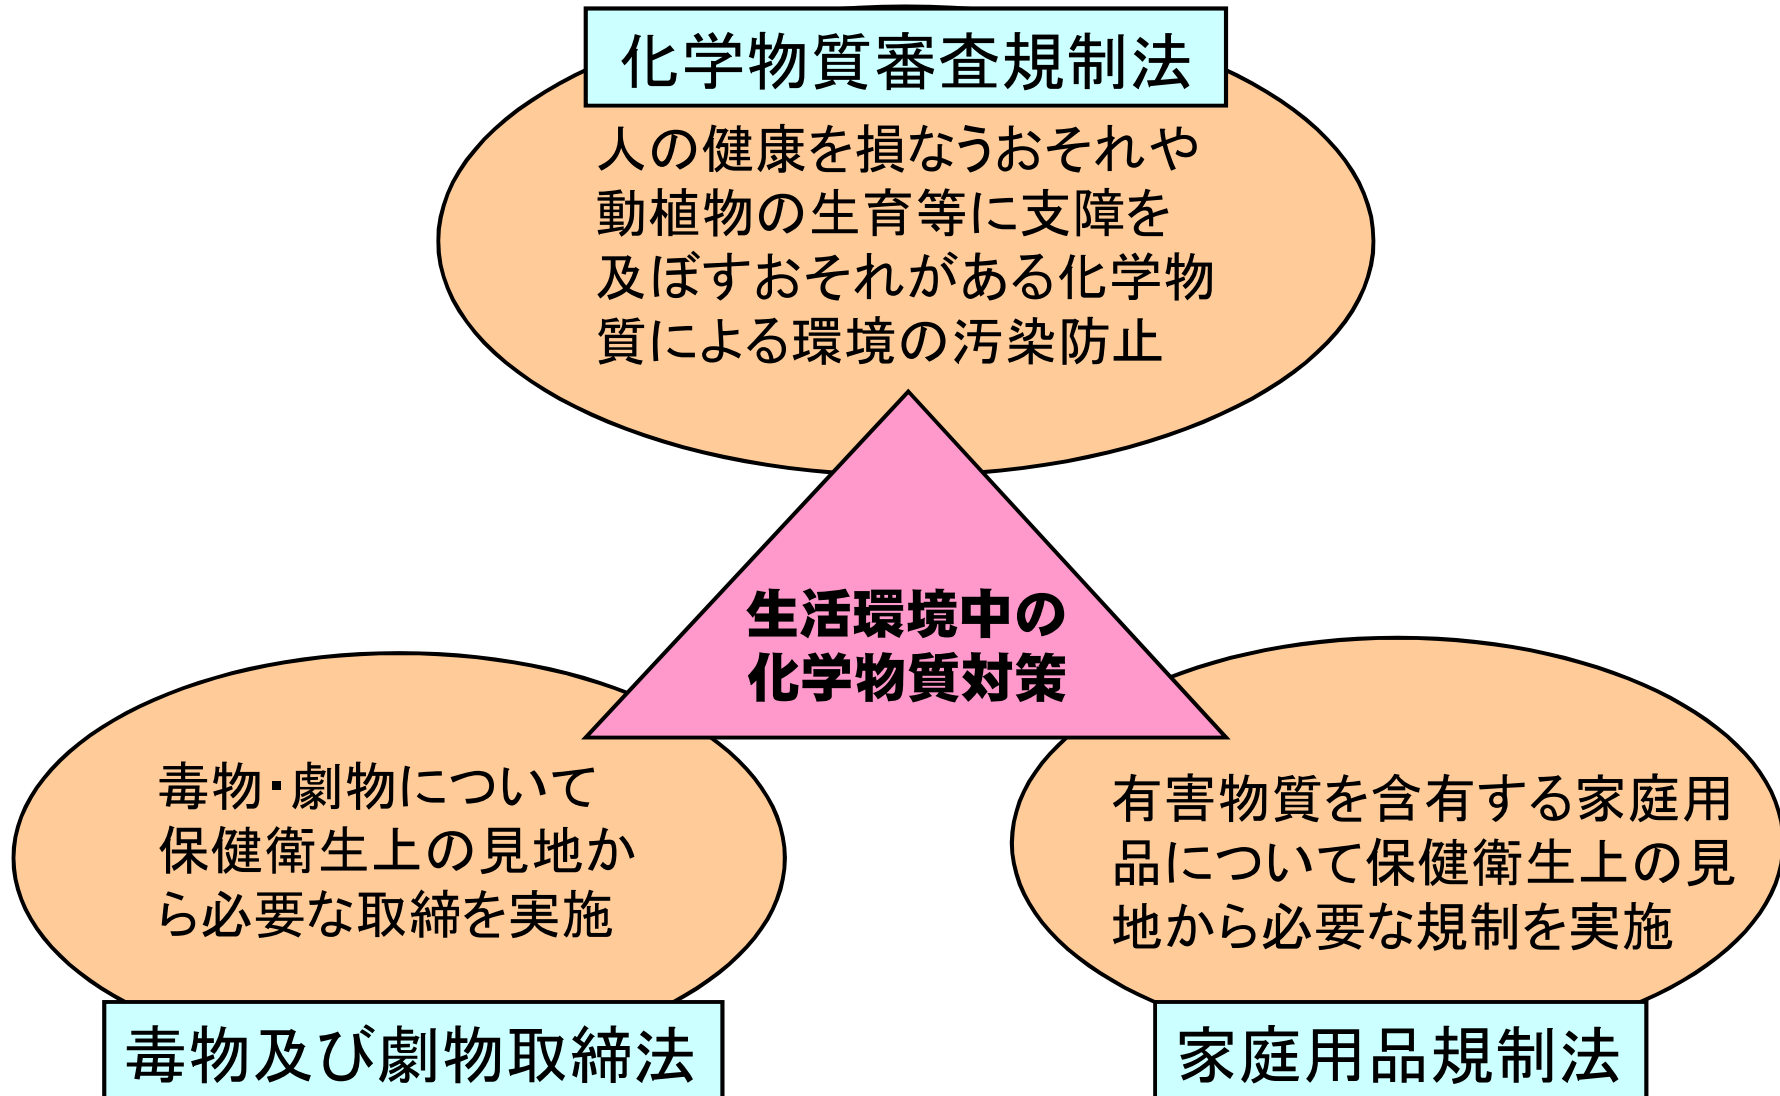 化学物質審査規制法
人の健康を損なうおそれや
動植物の生育等に支障を
及ぼすおそれがある化学物
質による環境の汚染防止
生活環境中の
化学物質対策
毒物・劇物について
保健衛生上の見地か
ら必要な取締を実施
毒物及び劇物取締法
有害物質を含有する家庭用
品について保健衛生上の見
地から必要な規制を実施
家庭用品規制法